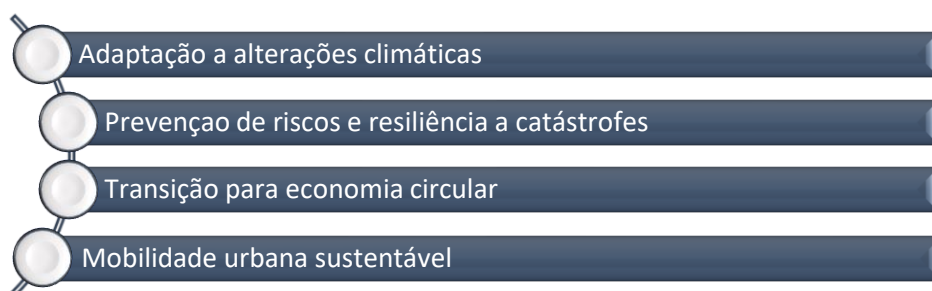 Adaptação a alterações climáticas
Prevençao de riscos e resiliência a catástrofes
Transição para economia circular
Mobilidade urbana sustentável